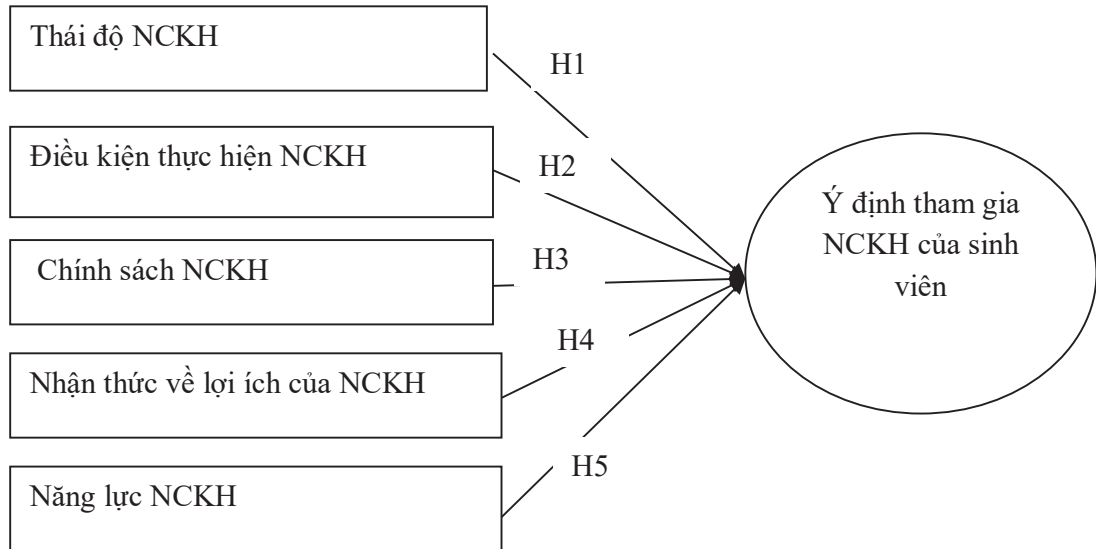 Thái độ NCKH
H1
Điều kiện thực hiện NCKH
H2
Chính sách NCKH
H3
Nhận thức về lợi ích của NCKH
H4
Năng lực NCKH
H5
Ý định tham gia
NCKH của sinh
viên